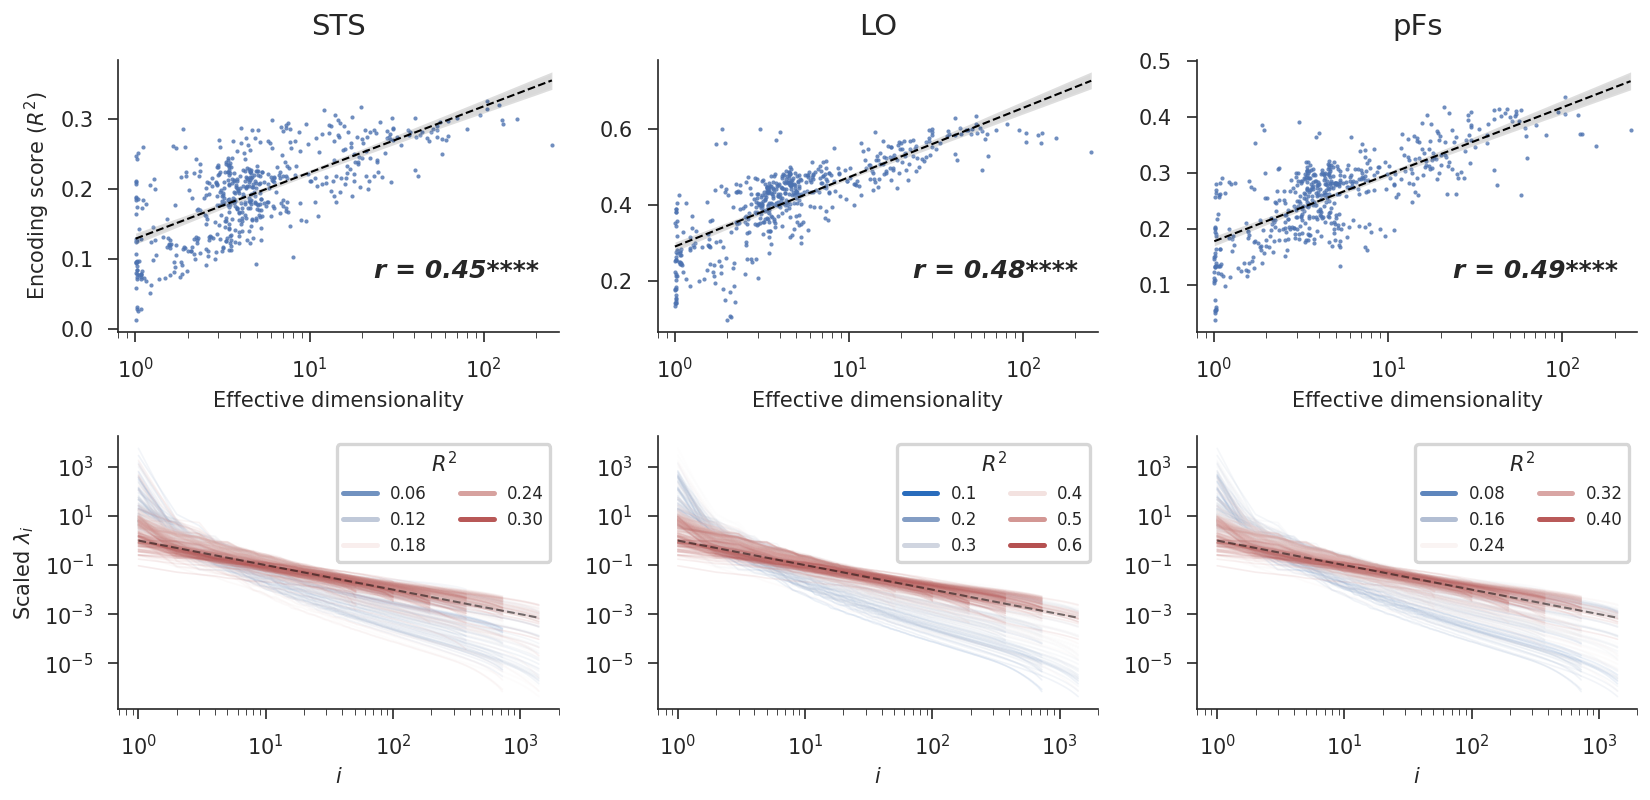 STS
LO
pFs
Encoding score (R²)
0.3
0.2
0.1
0.0
r = 0.45****
10⁰ 10¹ 10²
Effective dimensionality
0.6
0.4
0.2
r = 0.48****
10⁰ 10¹ 10²
Effective dimensionality
0.5
0.4
0.3
0.2
0.1
r = 0.49****
10⁰ 10¹ 10²
Effective dimensionality
Scaled λᵢ
10³
10¹
10⁻¹
10⁻³
10⁻⁵
R²
0.06 0.24
0.12 0.30
0.18
10⁰ 10¹ 10² 10³
i
10³
10¹
10⁻¹
10⁻³
10⁻⁵
R²
0.1 0.4
0.2 0.5
0.3 0.6
10⁰ 10¹ 10² 10³
i
10³
10¹
10⁻¹
10⁻³
10⁻⁵
R²
0.08 0.32
0.16 0.40
0.24
10⁰ 10¹ 10² 10³
i